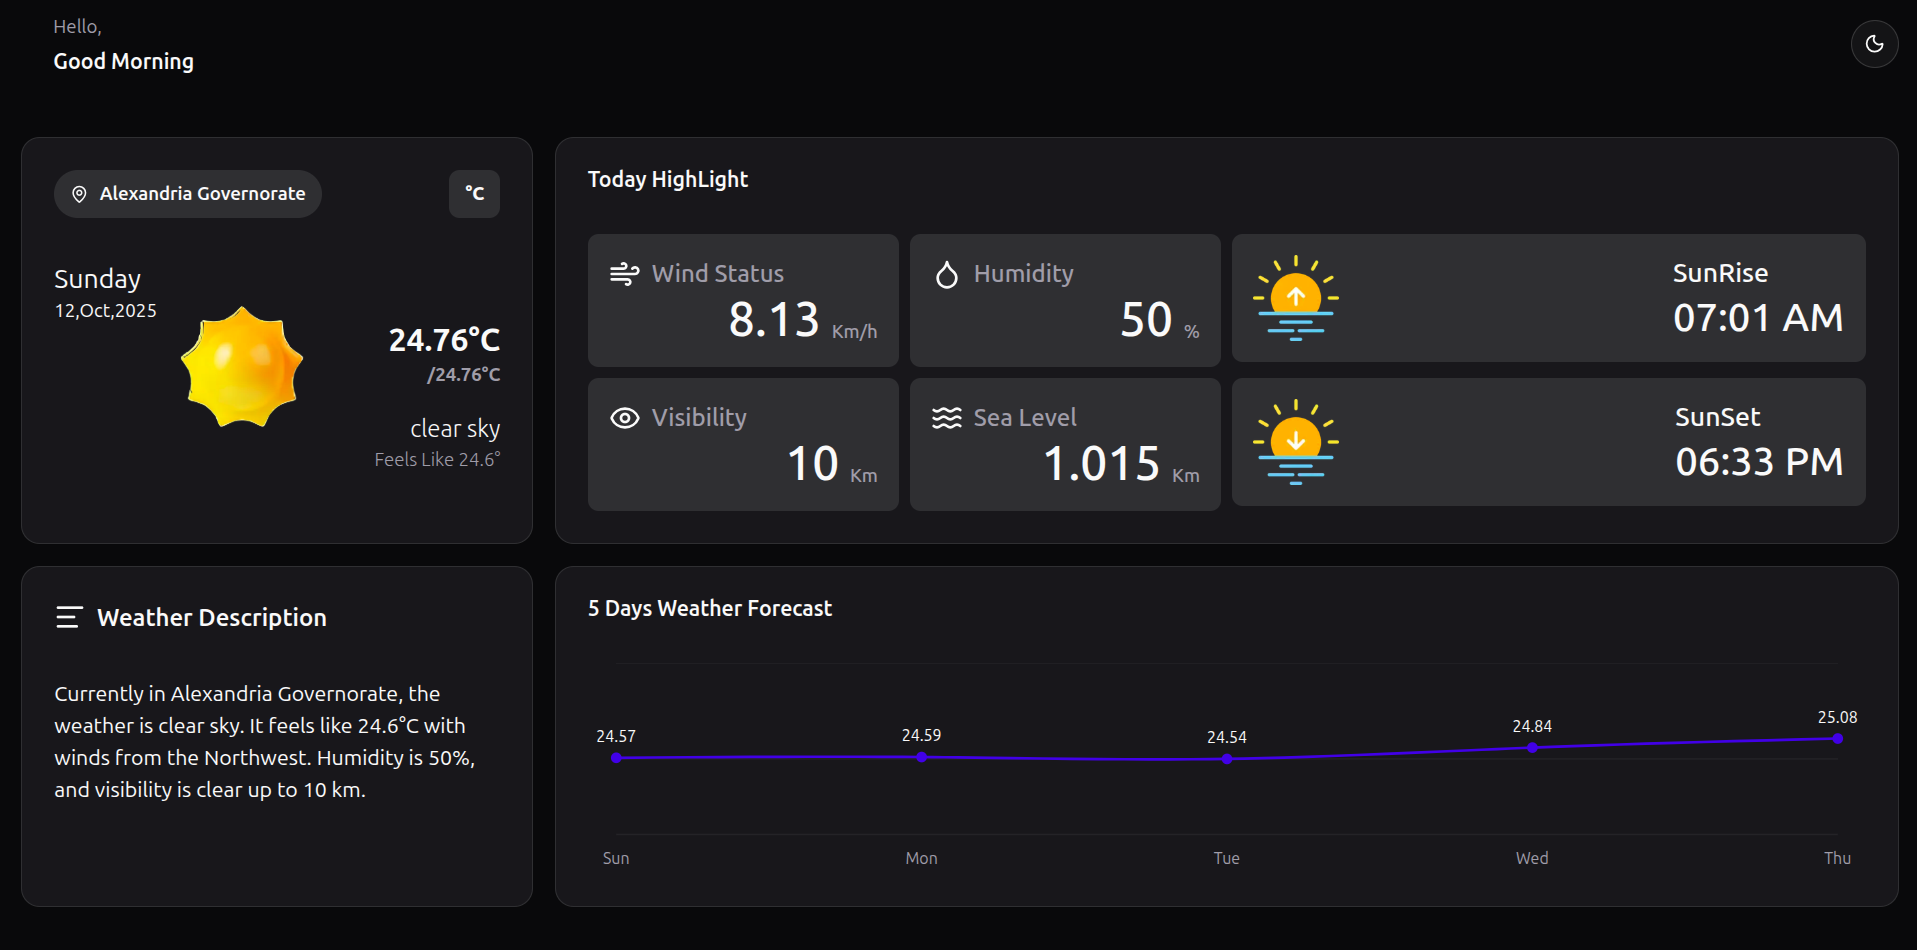 Hello,
Good Morning
Alexandria Governorate
°C
Sunday
12,Oct,2025
24.76°C
/24.76°C
clear sky
Feels Like 24.6°
Today HighLight
Wind Status
8.13 Km/h
Humidity
50 %
SunRise
07:01 AM
Visibility
10 Km
Sea Level
1.015 Km
SunSet
06:33 PM
Weather Description
Currently in Alexandria Governorate, the
weather is clear sky. It feels like 24.6°C with
winds from the Northwest. Humidity is 50%,
and visibility is clear up to 10 km.
5 Days Weather Forecast
24.57 24.59 24.54 24.84 25.08
Sun Mon Tue Wed Thu